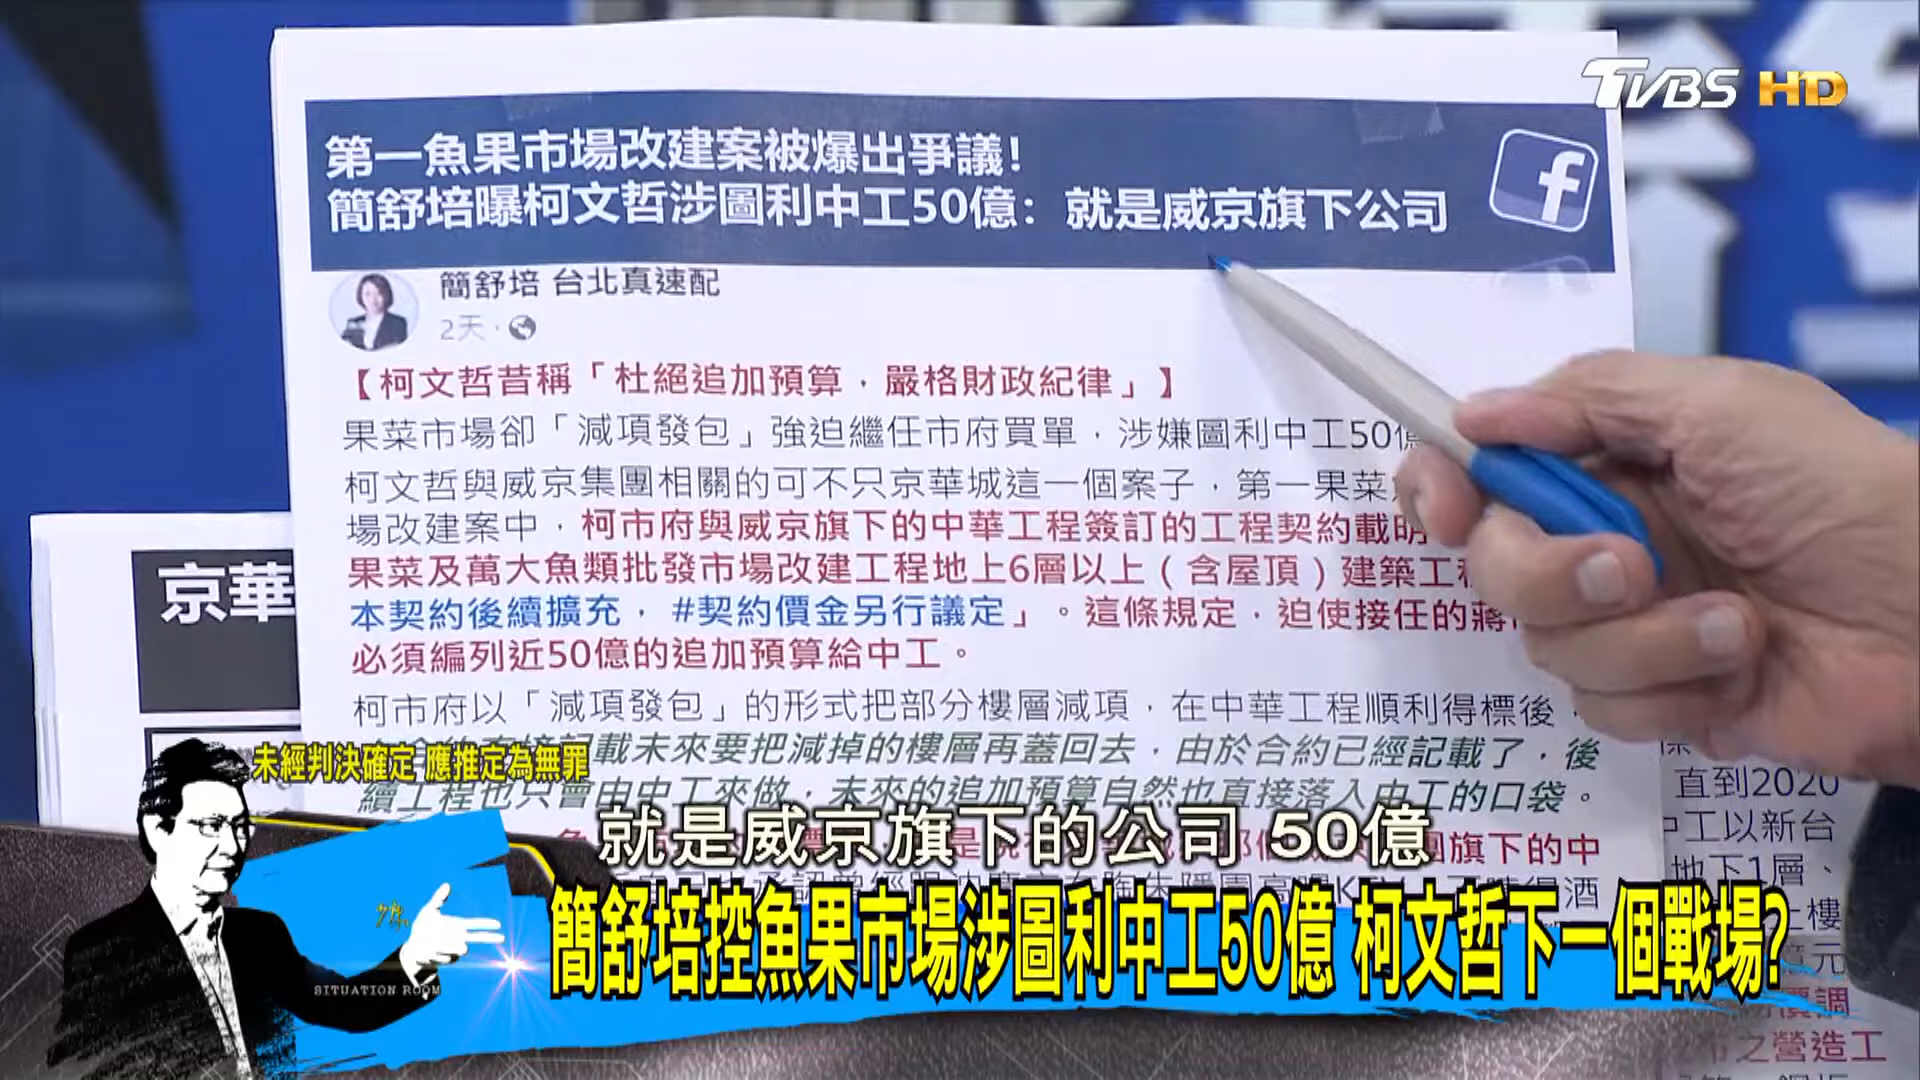 TVBS HD
第一魚果市場改建案被爆出爭議!
簡舒培曝柯文哲涉圖利中工50億：就是威京旗下公司
f
簡舒培 台北真速配
2天·
【柯文哲昔稱「杜絕追加預算，嚴格財政紀律」】
果菜市場卻「減項發包」強迫繼任市府買單，涉嫌圖利中工50億
柯文哲與威京集團相關的可不只京華城這一個案子，第一果菜
場改建案中，柯市府與威京旗下的中華工程簽訂的工程契約載明
果菜及萬大魚類批發市場改建工程地上6層以上（含屋頂）建築工程
本契約後續擴充，#契約價金另行議定」。這條規定，迫使接任的蔣
必須編列近50億的追加預算給中工。
柯市府以「減項發包」的形式把部分樓層減項，在中華工程順利得標後，
記載未來要把減掉的樓層再蓋回去，由於合約已經記載了，後
續工程也只會由中工來做，未來的追加預算自然也直接落入中工的口袋。
團旗下的中
京華
直到2020
中工以新台
地下1層、
上樓
元
價調
之營造工
未經判決確定 應推定為無罪
就是威京旗下的公司 50億
簡舒培控魚果市場涉圖利中工50億 柯文哲下一個戰場?
SITUATION ROOM